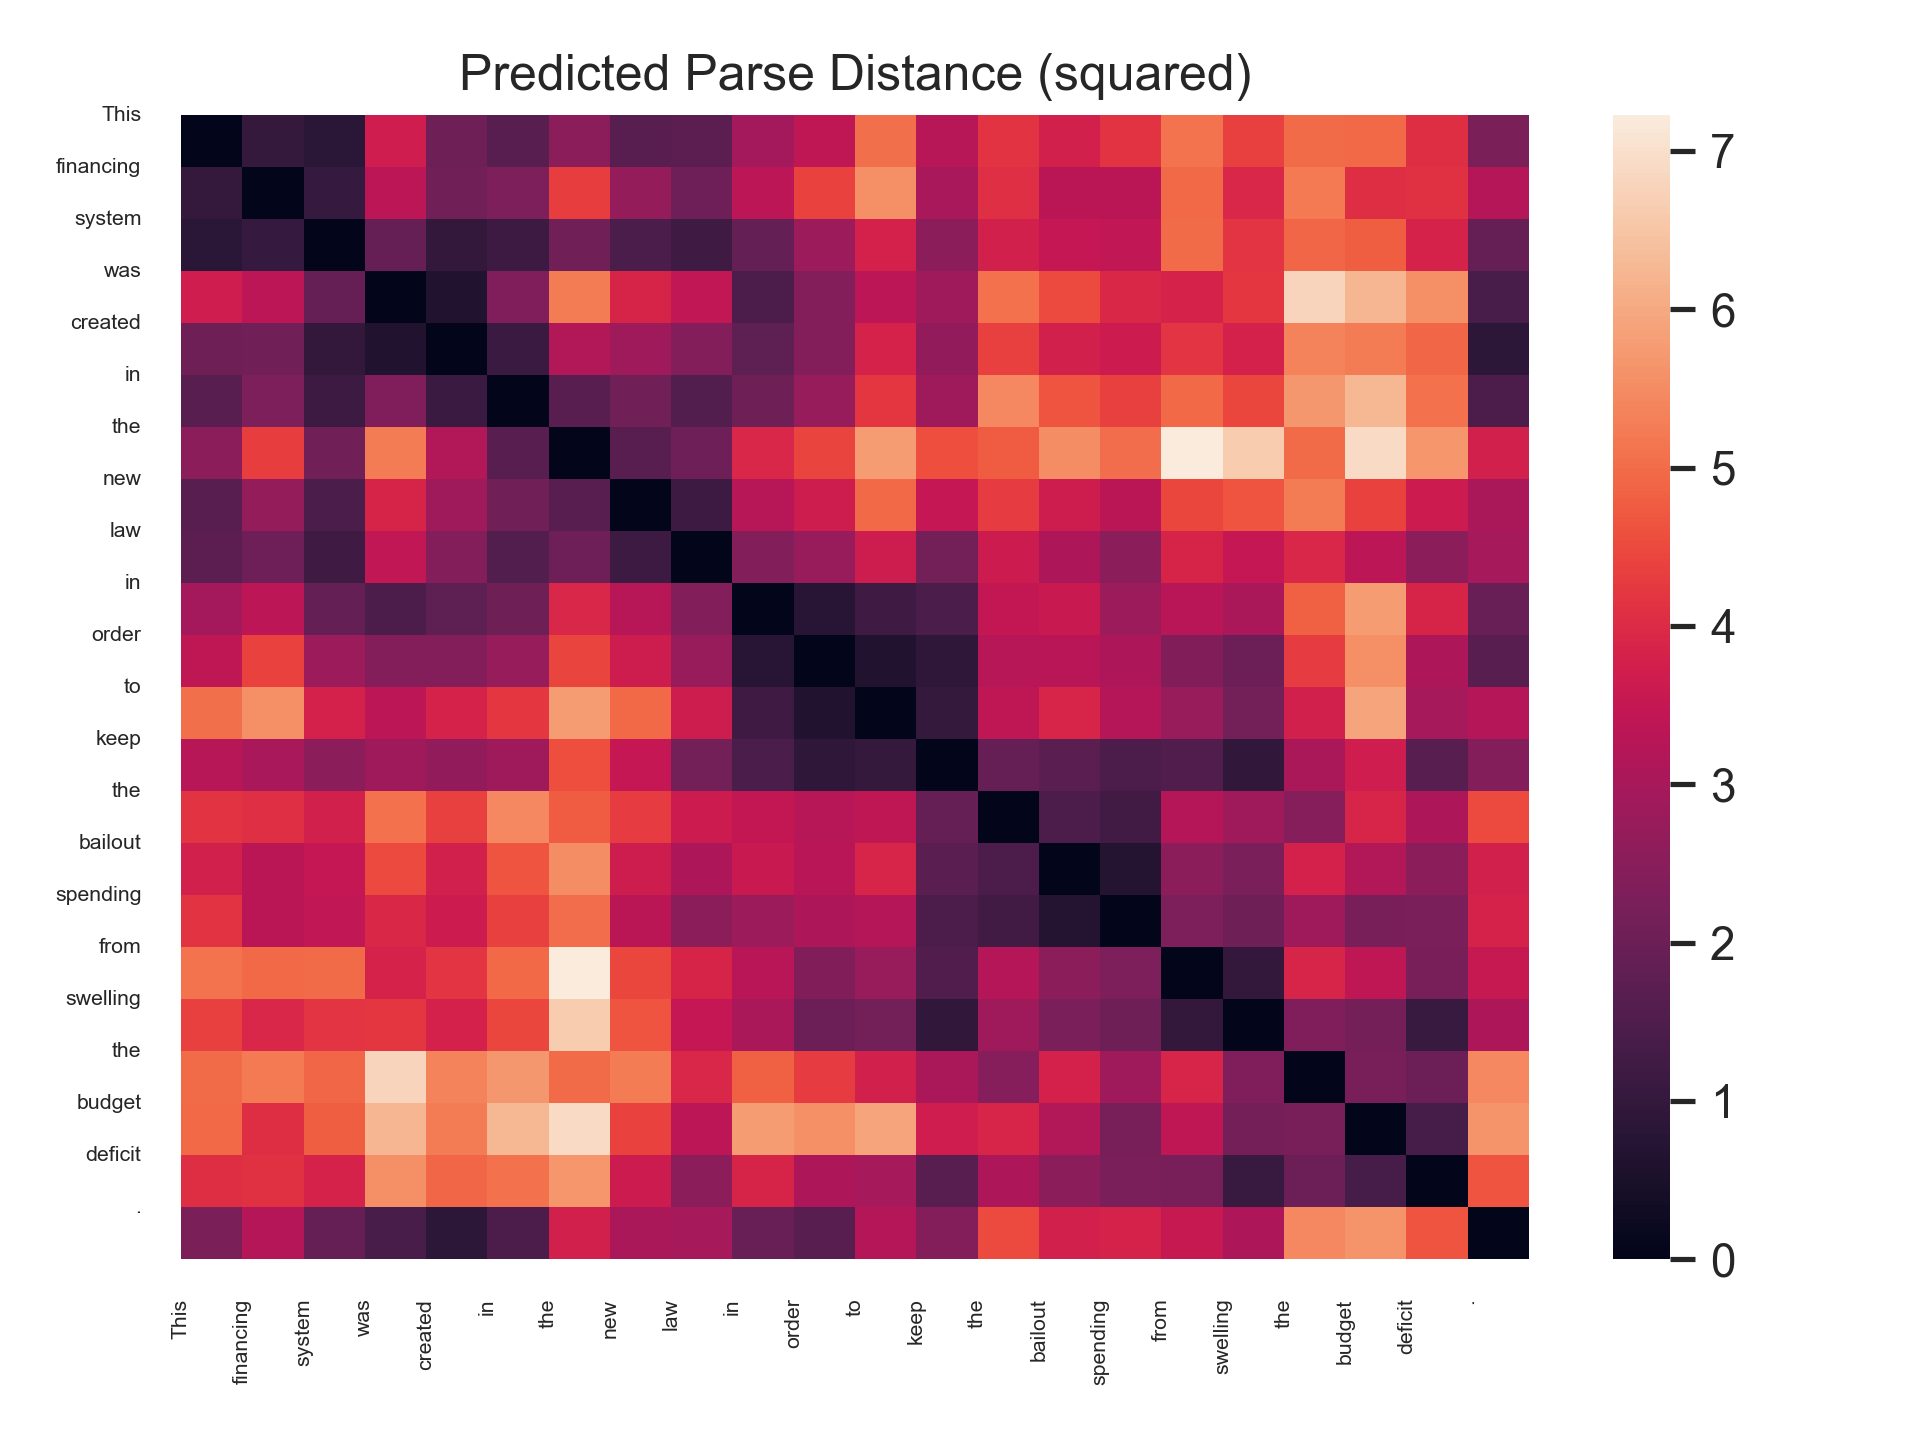 Predicted Parse Distance (squared)
This
financing
system
was
created
in
the
new
law
in
order
to
keep
the
bailout
spending
from
swelling
the
budget
deficit
.
7
6
5
4
3
2
1
0
This
financing
system
was
created
in
the
new
law
in
order
to
keep
the
bailout
spending
from
swelling
the
budget
deficit
.